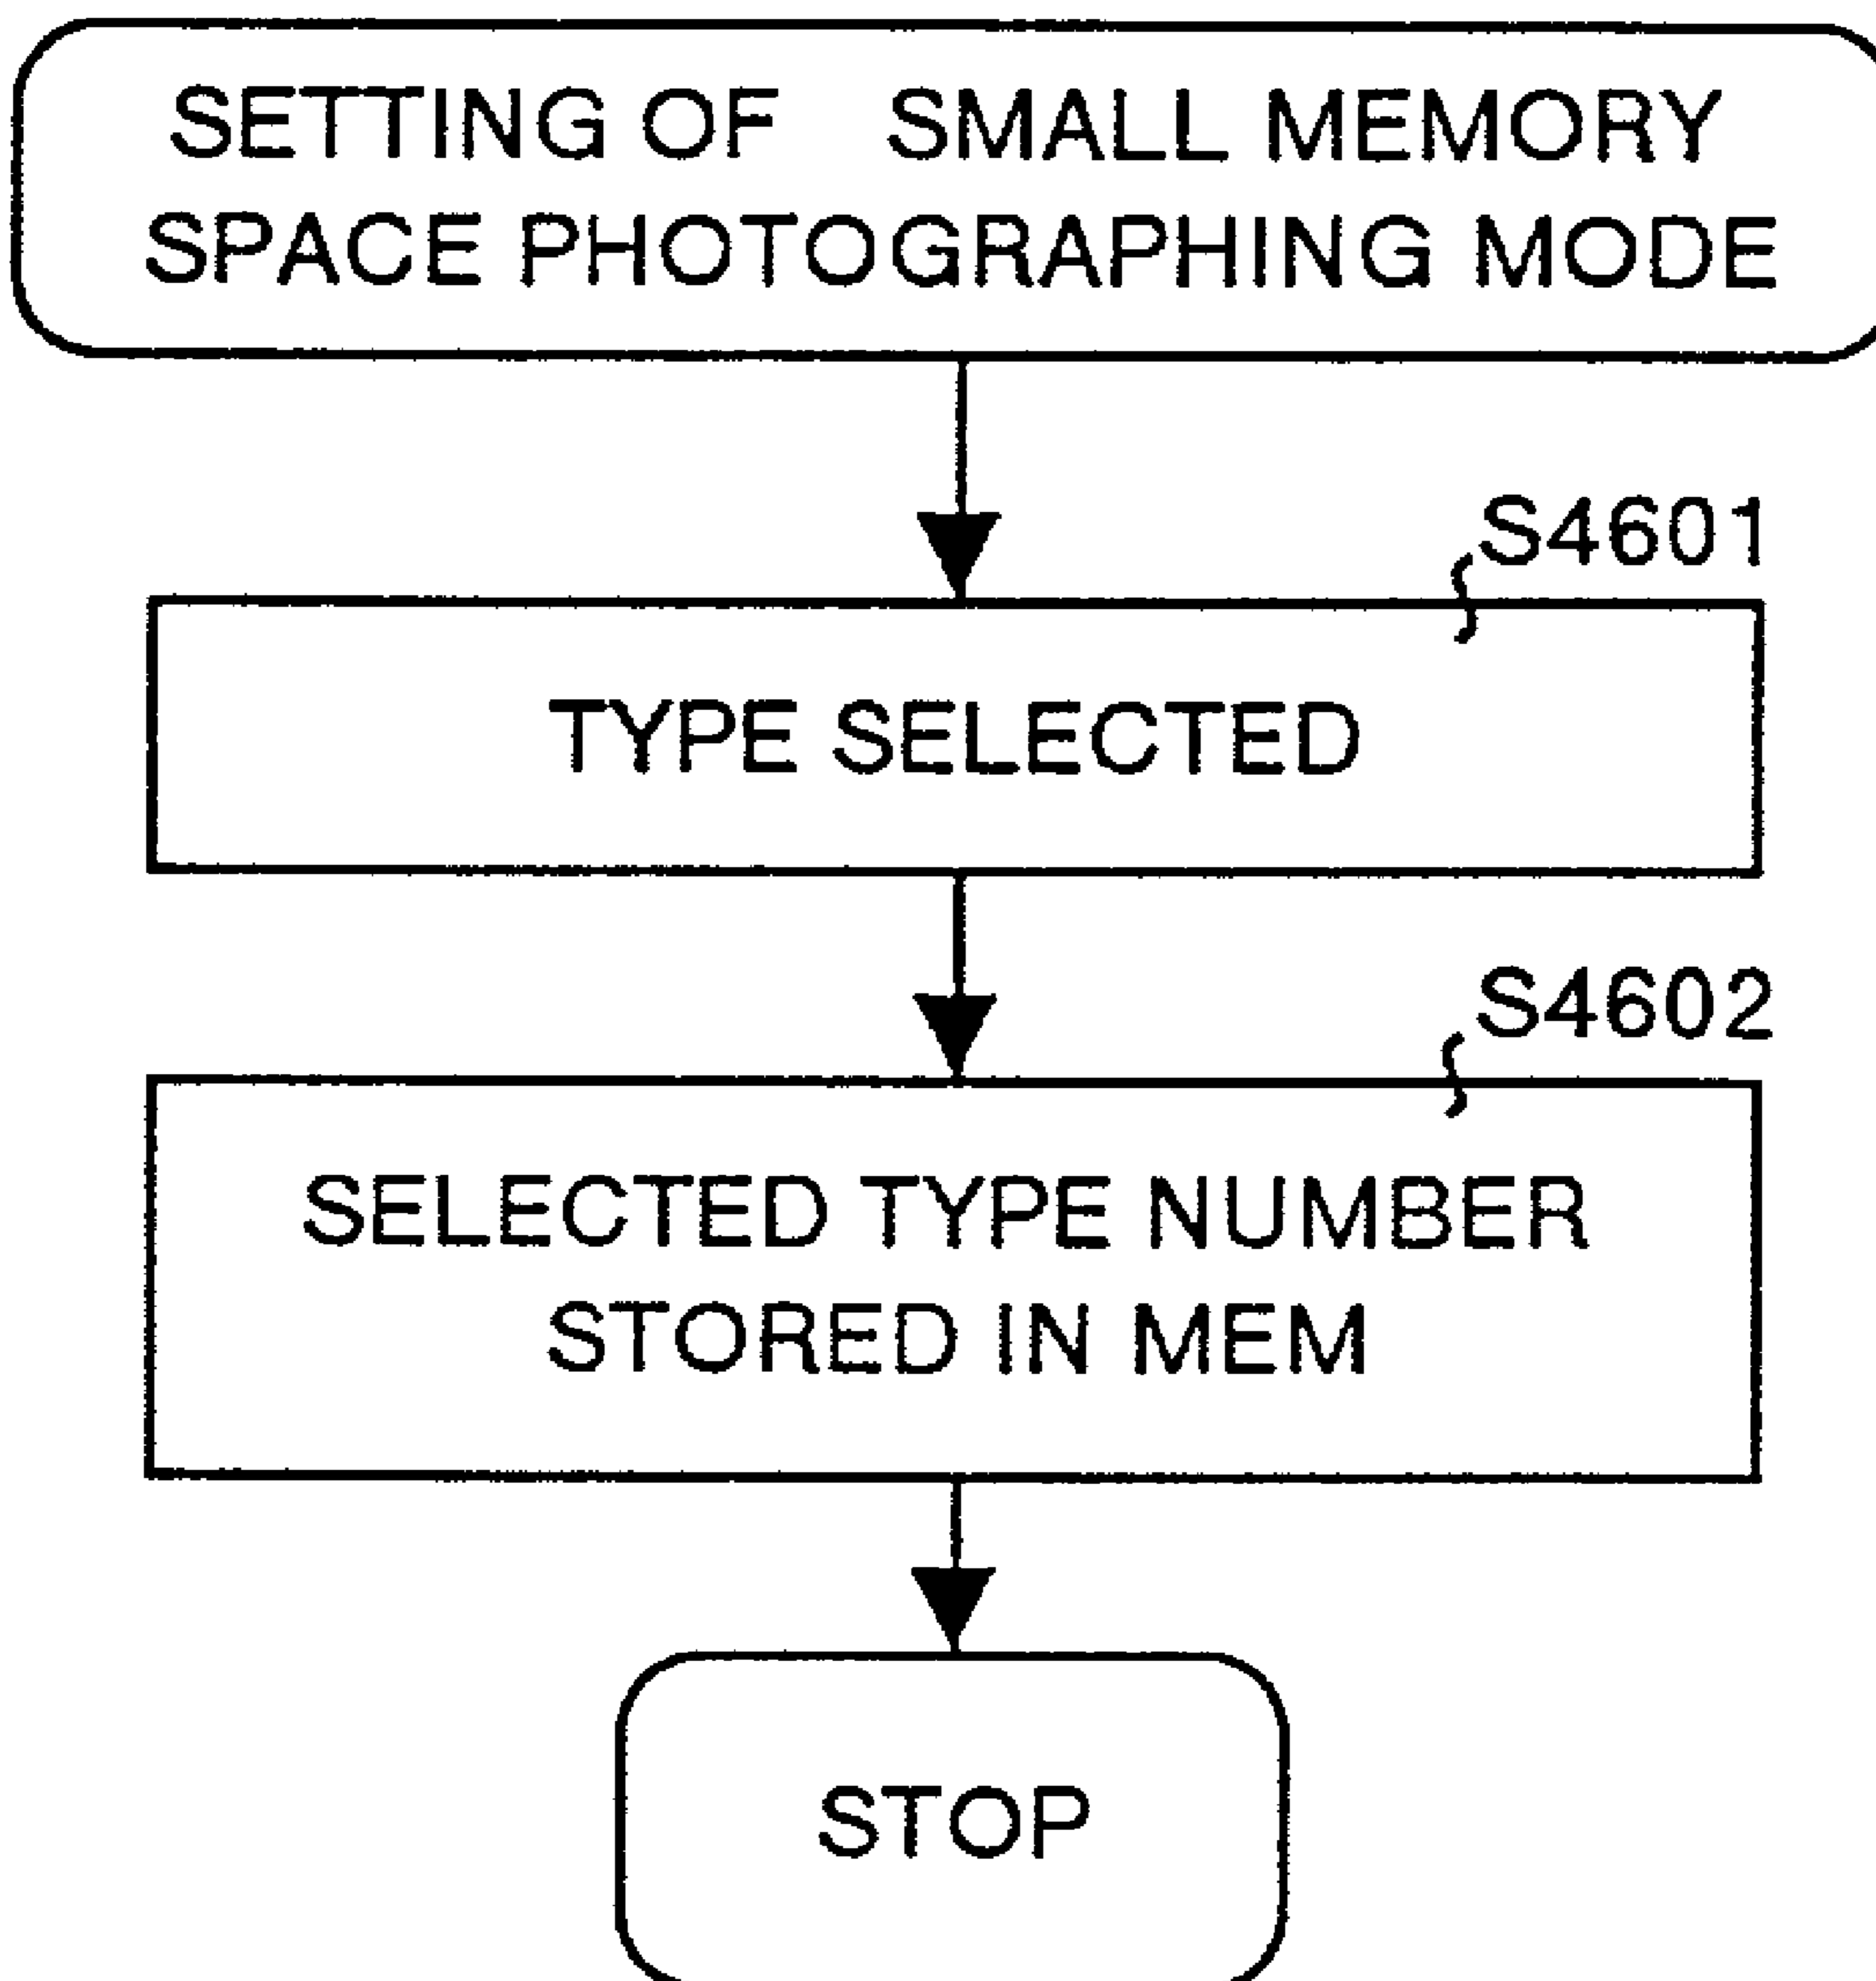 SETTING OF SMALL MEMORY
SPACE PHOTOGRAPHING MODE
S4601
TYPE SELECTED
S4602
SELECTED TYPE NUMBER
STORED IN MEM
STOP